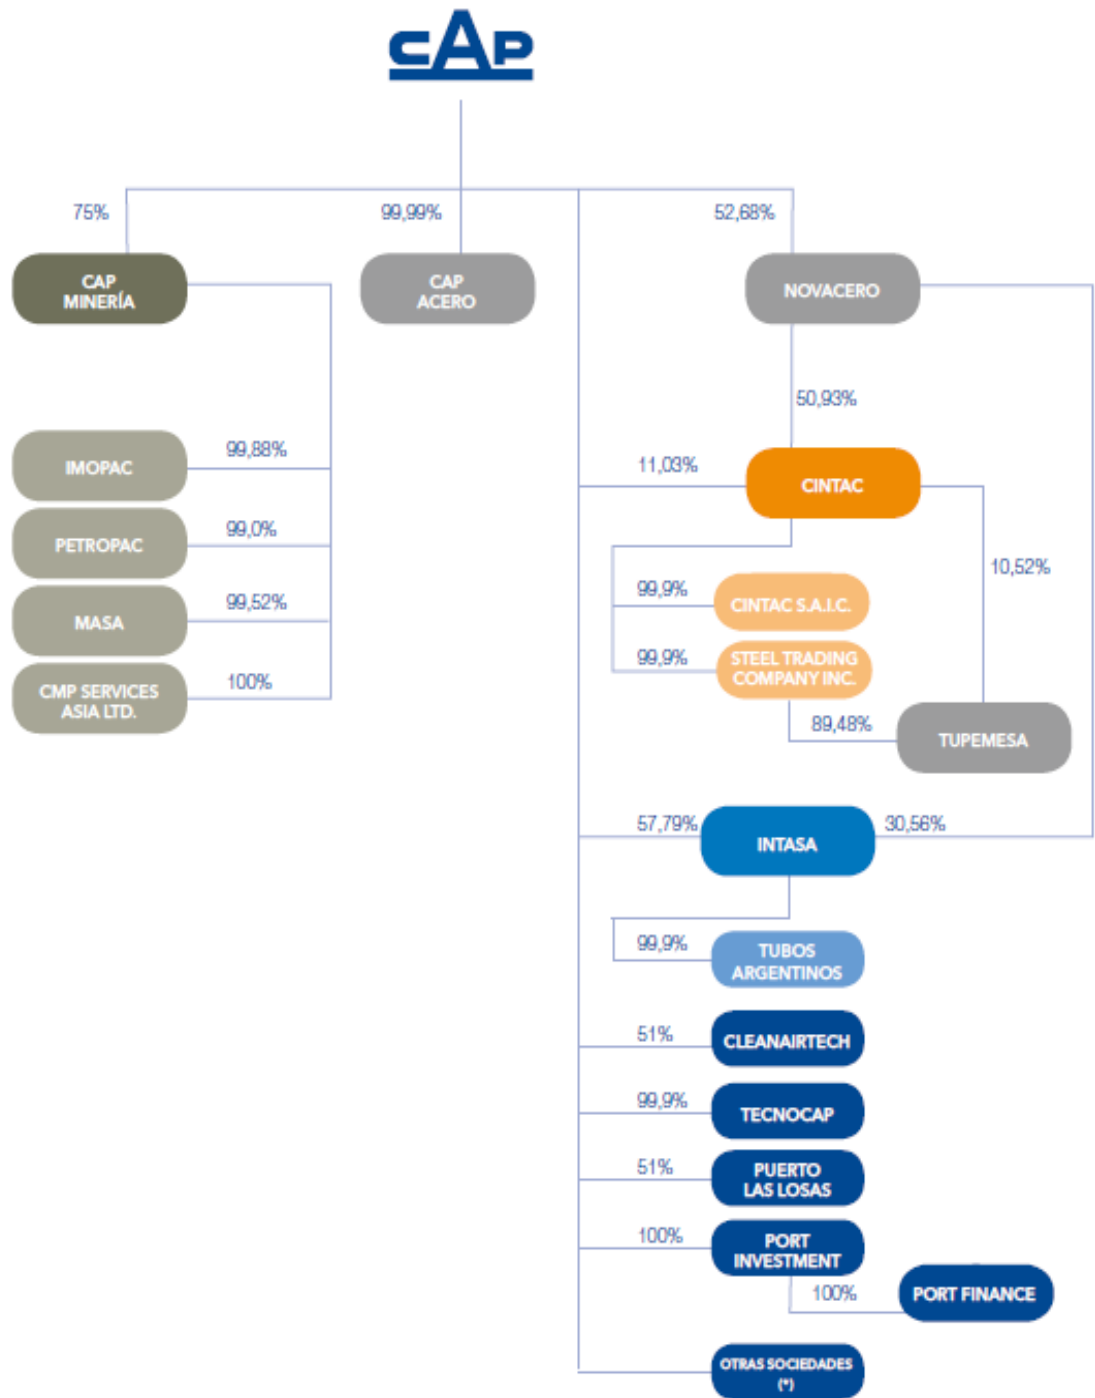 CAP
75%
99,99%
52,68%
CAP
MINERÍA
CAP
ACERO
NOVACERO
50,93%
IMOPAC
99,88%
11,03%
CINTAC
PETROPAC
99,0%
10,52%
MASA
99,52%
99,9%
CINTAC S.A.I.C.
CMP SERVICES
ASIA LTD.
100%
99,9%
STEEL TRADING
COMPANY INC.
89,48%
TUPEMESA
57,79%
INTASA
30,56%
99,9%
TUBOS
ARGENTINOS
51%
CLEANAIRTECH
99,9%
TECNOCAP
51%
PUERTO
LAS LOSAS
100%
PORT
INVESTMENT
100%
PORT FINANCE
OTRAS SOCIEDADES
(*)